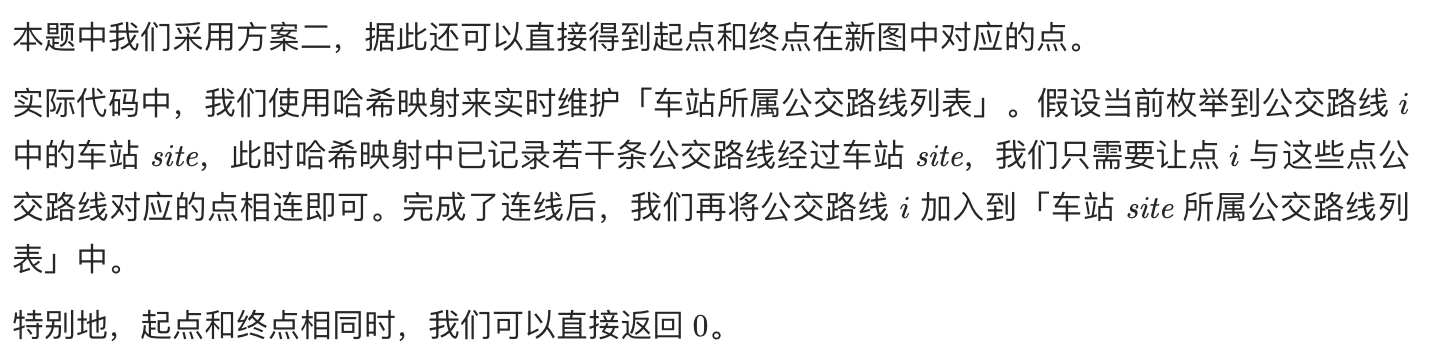 本题中我们采用方案二，据此还可以直接得到起点和终点在新图中对应的点。
实际代码中，我们使用哈希映射来实时维护「车站所属公交路线列表」。假设当前枚举到公交路线 i
中的车站 site，此时哈希映射中已记录若干条公交路线经过车站 site，我们只需要让点 i 与这些点公
交路线对应的点相连即可。完成了连线后，我们再将公交路线 i 加入到「车站 site 所属公交路线列
表」中。
特别地，起点和终点相同时，我们可以直接返回 0。